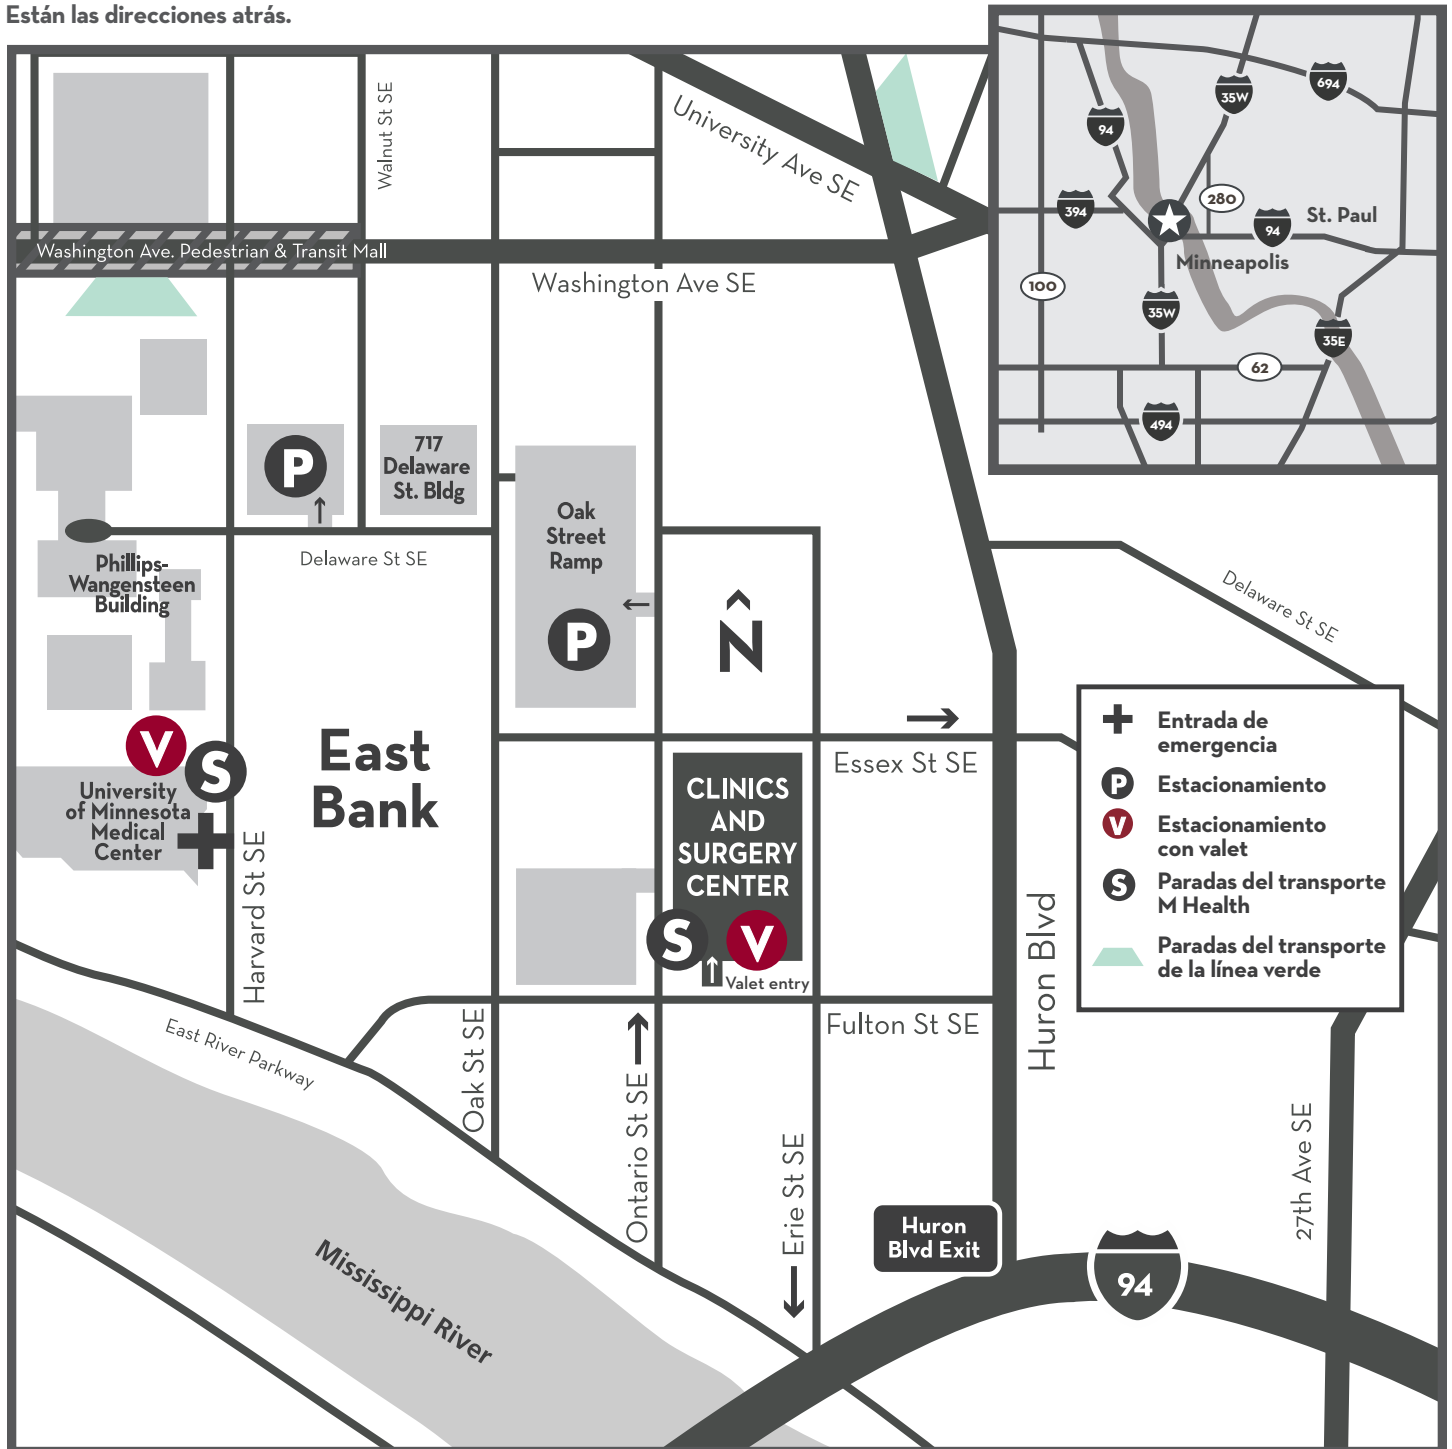 Están las direcciones atrás.
Walnut St SE
University Ave SE
Washington Ave. Pedestrian & Transit Mall
Washington Ave SE
694
35W
94
394
280
St. Paul
94
Minneapolis
100
35W
35E
62
494
P
717
Delaware
St. Bldg
Oak
Street
Ramp
P
Delaware St SE
Phillips-
Wangensteen
Building
N
Delaware St SE
V
S
University
of Minnesota
Medical
Center
Harvard St SE
East
Bank
Essex St SE
CLINICS
AND
SURGERY
CENTER
S
V
Valet entry
Huron Blvd
Entrada de
emergencia
P
Estacionamiento
V
Estacionamiento
con valet
S
Paradas del transporte
M Health
Paradas del transporte
de la línea verde
Fulton St SE
East River Parkway
Oak St SE
Ontario St SE
Erie St SE
27th Ave SE
Huron
Blvd Exit
94
Mississippi River